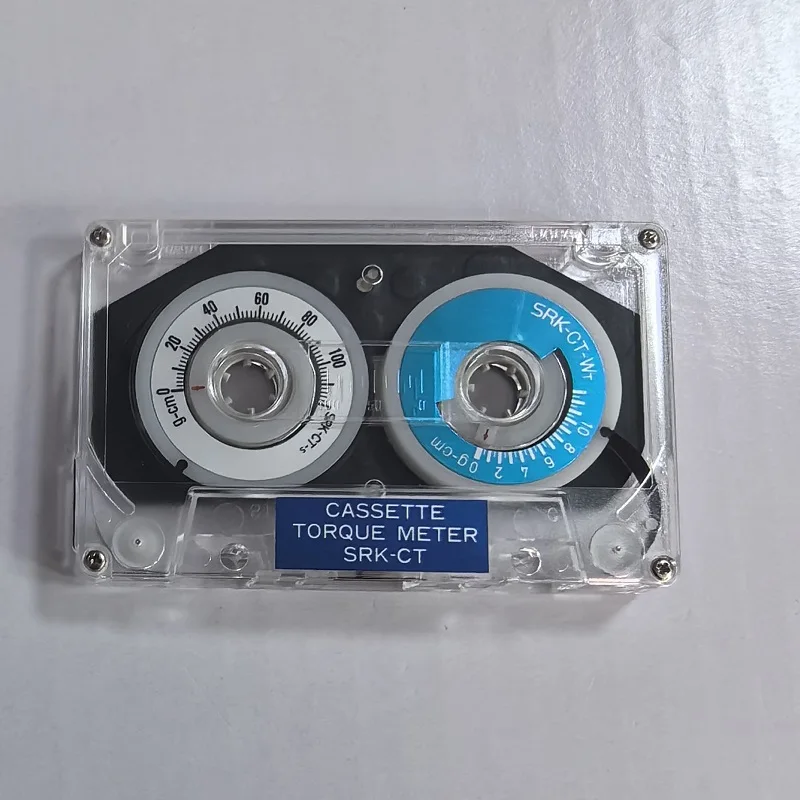 g-cm 0 20 40 60 80 100
SRK-CT-S
SRK-CT-WT
0g-cm 2 4 6 8 10
CASSETTE
TORQUE METER
SRK-CT